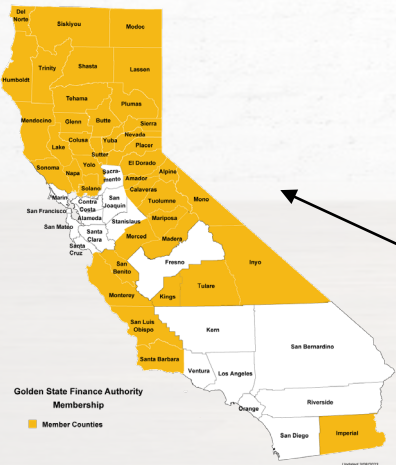 Del
Norte
Siskiyou
Modoc
Humboldt
Trinity
Shasta
Lassen
Tehama
Plumas
Mendocino
Glenn
Butte
Sierra
Colusa
Yuba
Nevada
Placer
Lake
Sutter
El Dorado
Sonoma
Napa
Yolo
Sacra-
mento
Amador
Alpine
Solano
Calaveras
Marin
San Francisco
Contra
Costa
San
Joaquin
Tuolumne
Mono
Alameda
San Mateo
Stanislaus
Mariposa
Santa
Clara
Santa
Cruz
Merced
Madera
San
Benito
Fresno
Inyo
Monterey
Kings
Tulare
San Luis
Obispo
Kern
San Bernardino
Santa Barbara
Ventura
Los Angeles
Golden State Finance Authority
Membership
Member Counties
Orange
Riverside
San Diego
Imperial